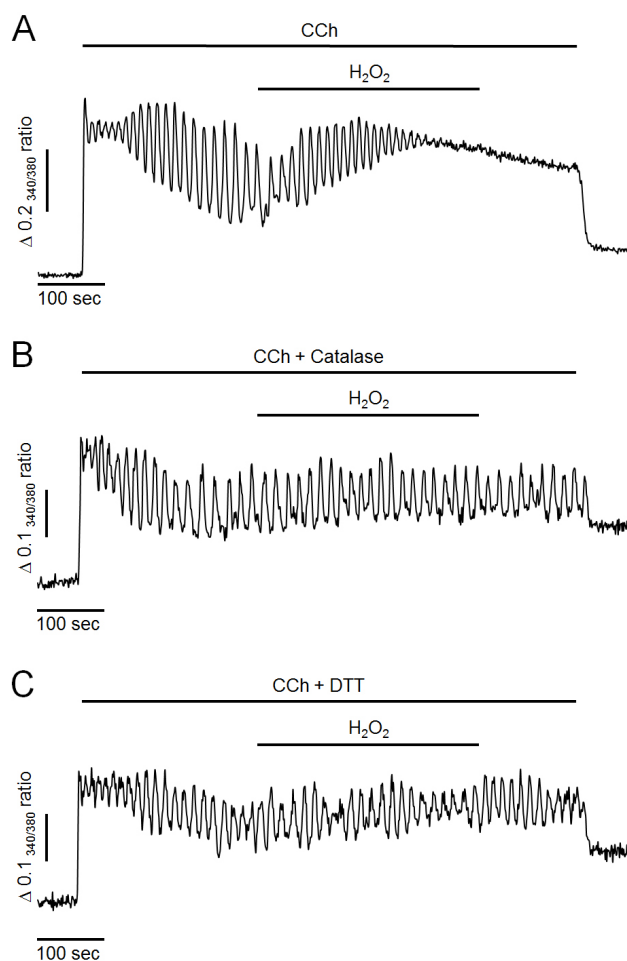 A
CCh
H₂O₂
Δ 0.2 340/380 ratio
100 sec
B
CCh + Catalase
H₂O₂
Δ 0.1 340/380 ratio
100 sec
C
CCh + DTT
H₂O₂
Δ 0.1 340/380 ratio
100 sec